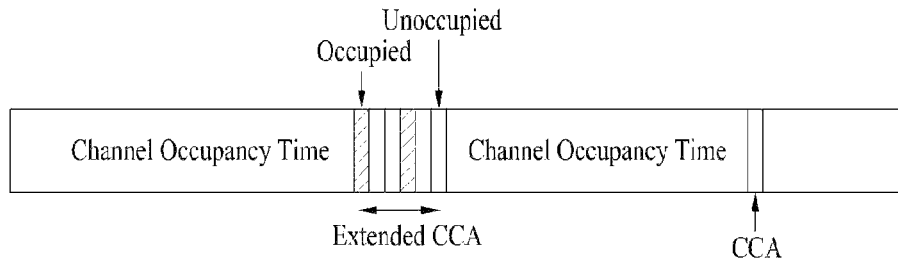 Unoccupied
Occupied
Channel Occupancy Time
Channel Occupancy Time
Extended CCA
CCA